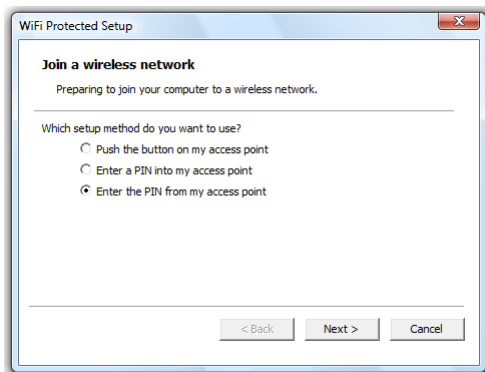 WiFi Protected Setup
Join a wireless network
Preparing to join your computer to a wireless network.
Which setup method do you want to use?
Push the button on my access point
Enter a PIN into my access point
Enter the PIN from my access point
< Back Next > Cancel